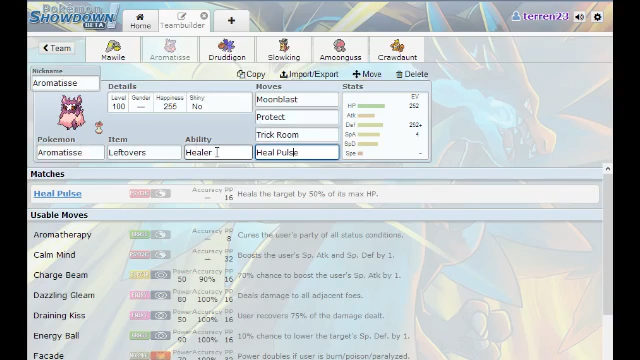 Pokémon
SHOWDOWN
BETA
Home
Teambuilder
terren23
< Team
Mawile
Aromatisse
Druddigon
Slowking
Amoonguss
Crawdaunt
Copy Import/Export Move Delete
Nickname
Aromatisse
Details
Level Gender Happiness Shiny
100 — 255 No
Moves
Moonblast
Protect
Trick Room
Heal Pulse
Stats
EV
HP 252
Atk
Def 252+
SpA 4
SpD
Spe –
Pokemon Item Ability
Aromatisse Leftovers Healer
Matches
Heal Pulse Accuracy — PP 16 Heals the target by 50% of its max HP.
Usable Moves
Aromatherapy Accuracy — PP 8 Cures the user's party of all status conditions.
Calm Mind Accuracy — PP 32 Boosts the user's Sp. Atk and Sp. Def by 1.
Charge Beam Power 50 Accuracy 90% PP 16 70% chance to boost the user's Sp. Atk by 1.
Dazzling Gleam Power 80 Accuracy 100% PP 16 Deals damage to all adjacent foes.
Draining Kiss Power 50 Accuracy 100% PP 16 User recovers 75% of the damage dealt.
Energy Ball Power 90 Accuracy 100% PP 16 10% chance to lower the target's Sp. Def by 1.
Facade Power Accuracy PP Power doubles if user is burn/poison/paralyzed.